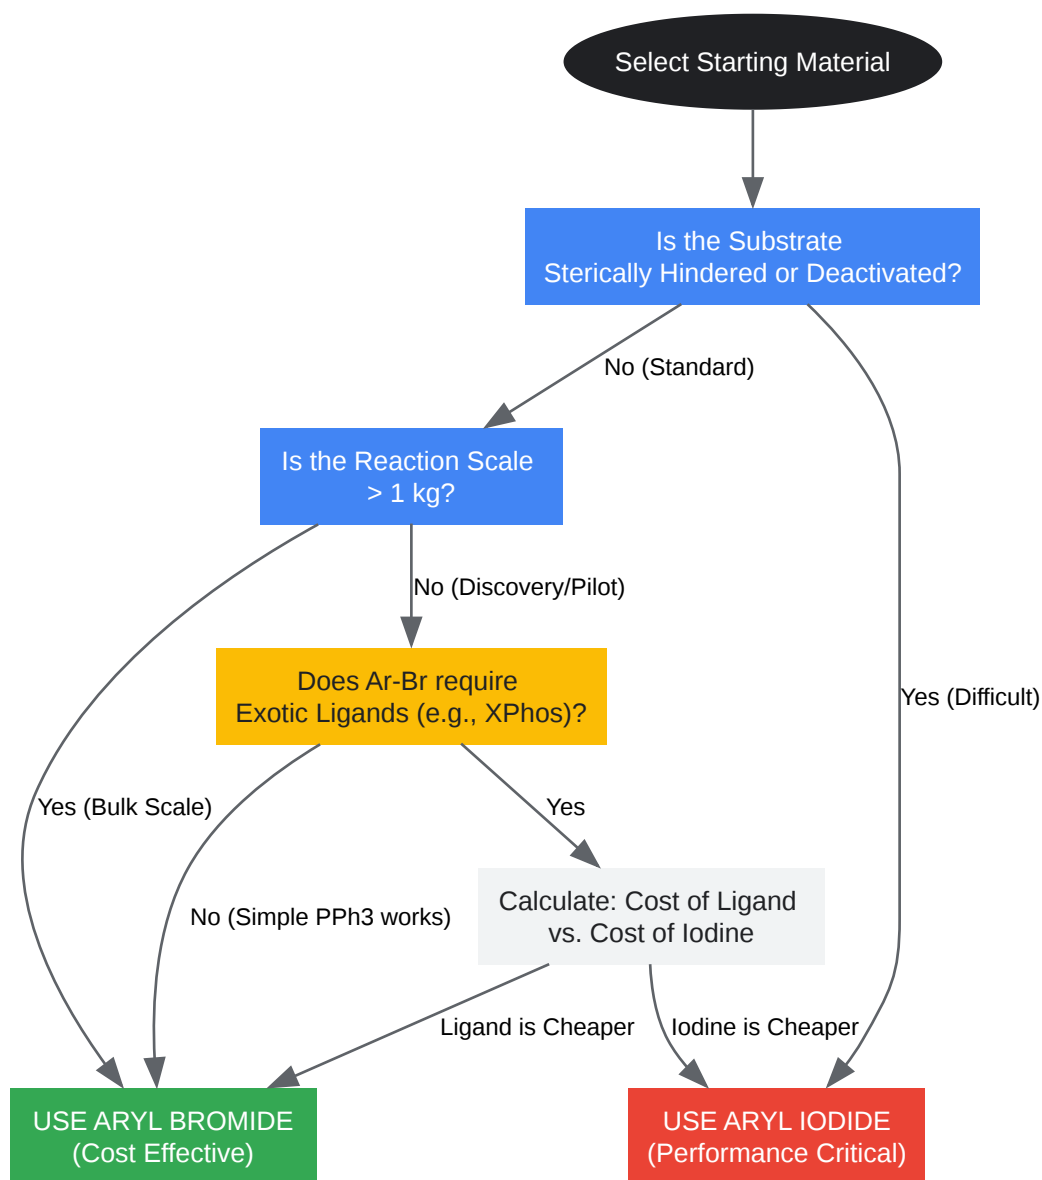 Select Starting Material
Is the Substrate
Sterically Hindered or Deactivated?
No (Standard)
Is the Reaction Scale
> 1 kg?
No (Discovery/Pilot)
Does Ar-Br require
Exotic Ligands (e.g., XPhos)?
Yes (Difficult)
Yes (Bulk Scale)
Yes
Calculate: Cost of Ligand
vs. Cost of Iodine
No (Simple PPh3 works)
Ligand is Cheaper
Iodine is Cheaper
USE ARYL BROMIDE
(Cost Effective)
USE ARYL IODIDE
(Performance Critical)